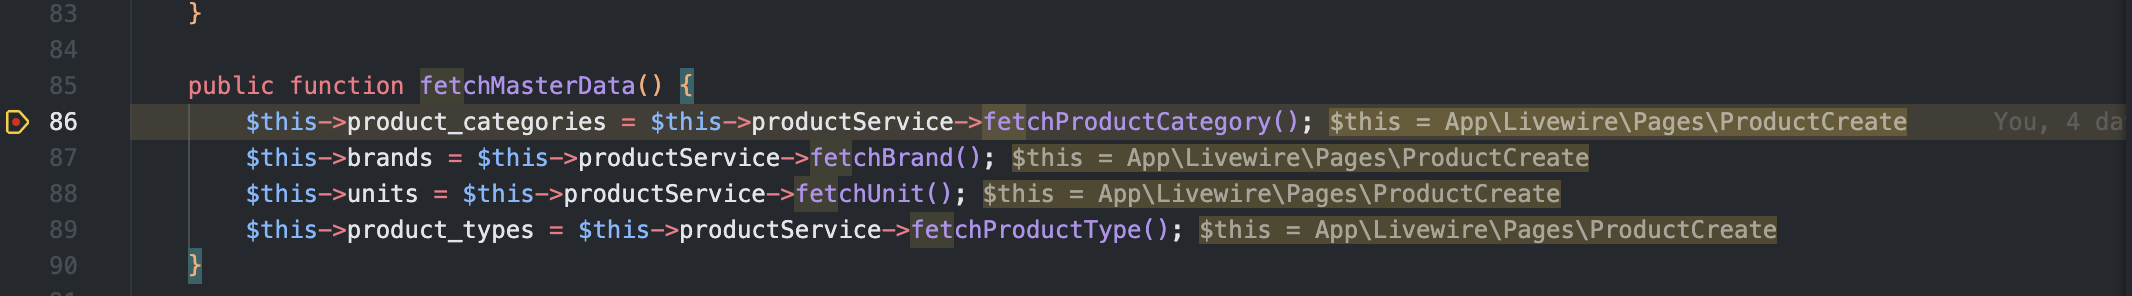 83 }
84
85 public function fetchMasterData() {
86 $this->product_categories = $this->productService->fetchProductCategory(); $this = App\Livewire\Pages\ProductCreate You, 4 da
87 $this->brands = $this->productService->fetchBrand(); $this = App\Livewire\Pages\ProductCreate
88 $this->units = $this->productService->fetchUnit(); $this = App\Livewire\Pages\ProductCreate
89 $this->product_types = $this->productService->fetchProductType(); $this = App\Livewire\Pages\ProductCreate
90 }